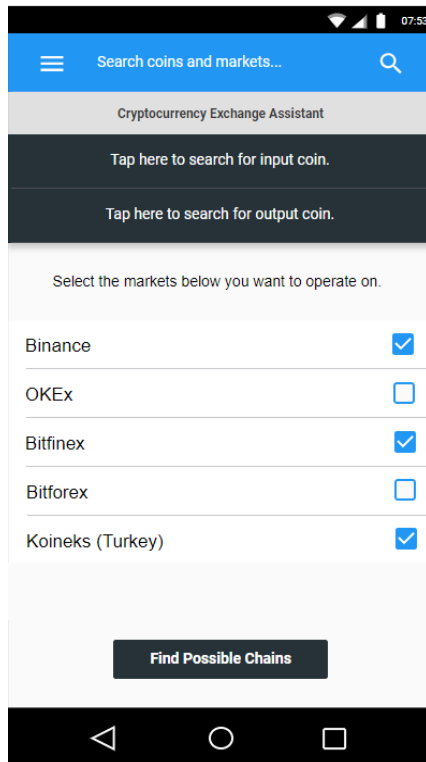 07:53
Search coins and markets...
Cryptocurrency Exchange Assistant
Tap here to search for input coin.
Tap here to search for output coin.
Select the markets below you want to operate on.
Binance
OKEx
Bitfinex
Bitforex
Koineks (Turkey)
Find Possible Chains